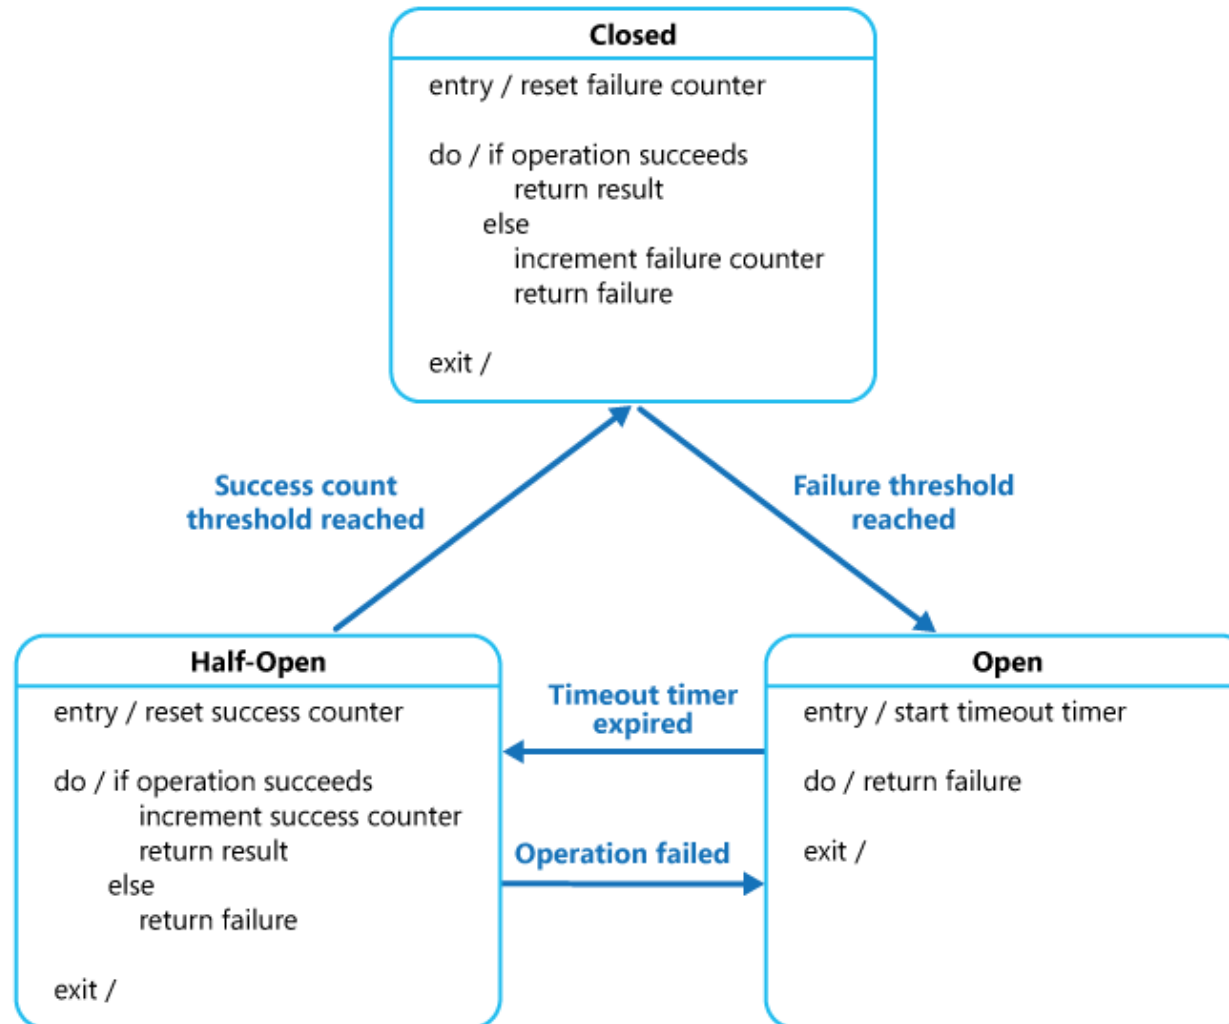 Closed
entry / reset failure counter
do / if operation succeeds
return result
else
increment failure counter
return failure
exit /
Success count
threshold reached
Failure threshold
reached
Half-Open
entry / reset success counter
do / if operation succeeds
increment success counter
return result
else
return failure
exit /
Timeout timer
expired
Operation failed
Open
entry / start timeout timer
do / return failure
exit /